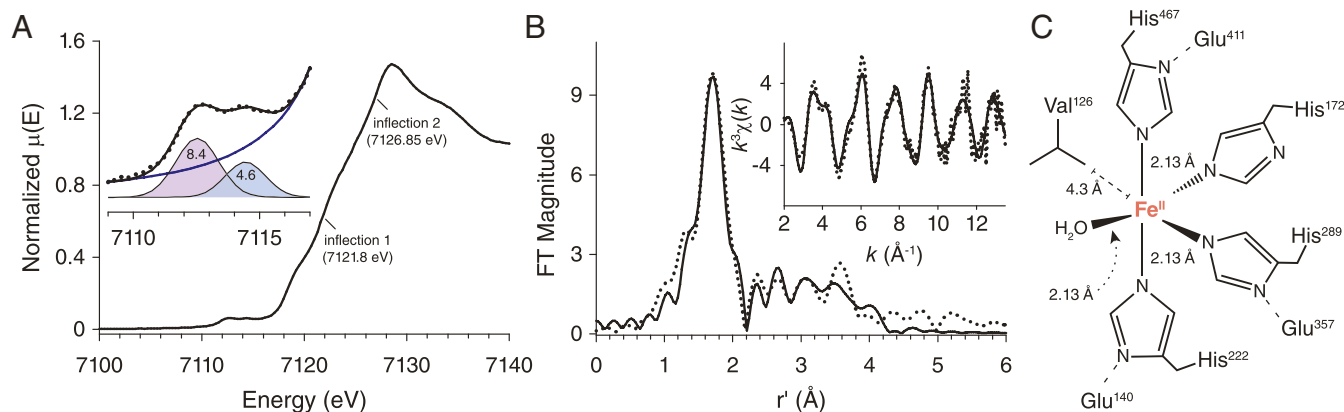 A
Normalized μ(E)
1.6
1.2
0.8
0.4
0
8.4
4.6
7110
7115
inflection 2
(7126.85 eV)
inflection 1
(7121.8 eV)
7100
7110
7120
7130
7140
Energy (eV)
B
FT Magnitude
9
6
3
0
k³χ(k)
4
0
-4
2
4
6
8
10
12
k (Å⁻¹)
0
1
2
3
4
5
6
r' (Å)
C
His⁴⁶⁷
Glu⁴¹¹
Val¹²⁶
His¹⁷²
N
N
N
N
2.13 Å
4.3 Å
Feᴵᴵ
H₂O
2.13 Å
N
N
His²⁸⁹
2.13 Å
N
Glu³⁵⁷
N
His²²²
Glu¹⁴⁰